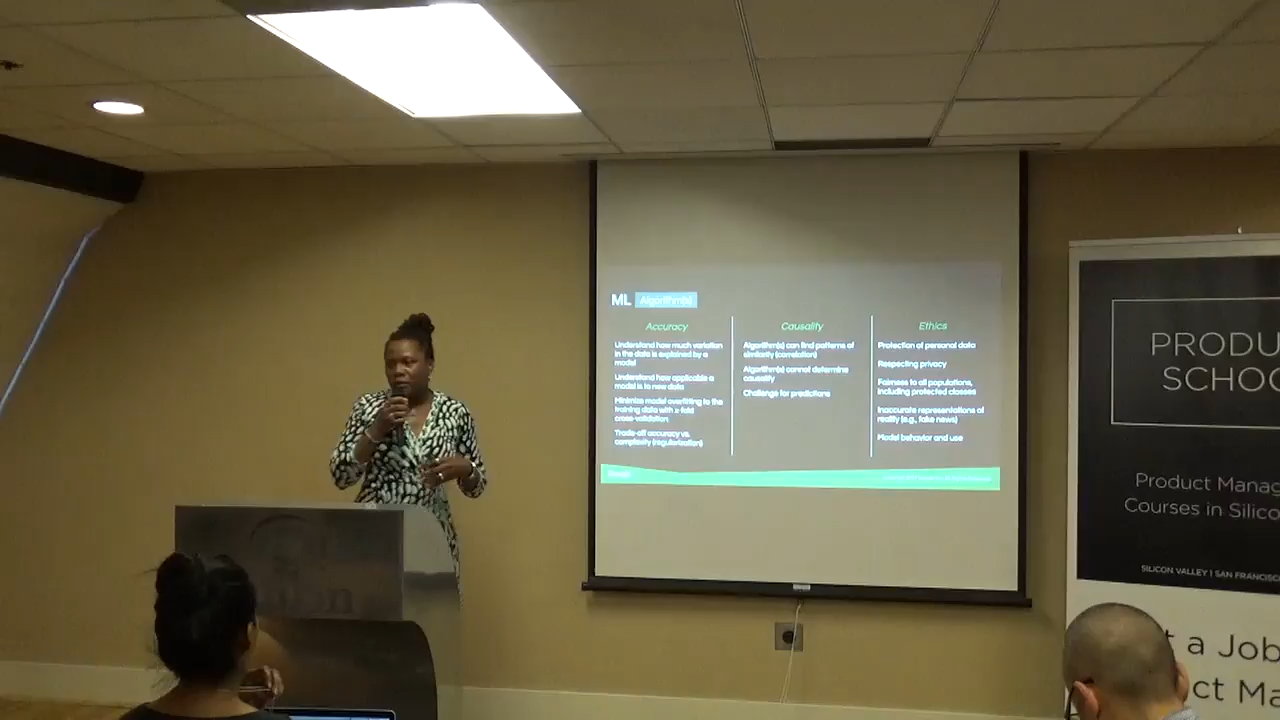 ML Algorithm(s)
Accuracy
Understand how much variation
in the data is explained by a
model
Understand how applicable a
model is to new data
Minimize model overfitting to the
training data with x-fold
cross-validation
Trade-off accuracy vs.
complexity (regularization)
Causality
Algorithm(s) can find patterns of
similarity (correlation)
Algorithm(s) cannot determine
causality
Challenge for predictions
Ethics
Protection of personal data
Respecting privacy
Fairness to all populations,
including protected classes
Inaccurate representations of
reality (e.g., fake news)
Model behavior and use
PRODU
SCHOO
Product Manag
Courses in Silico
SILICON VALLEY | SAN FRANCISC
t a Job
ct Ma